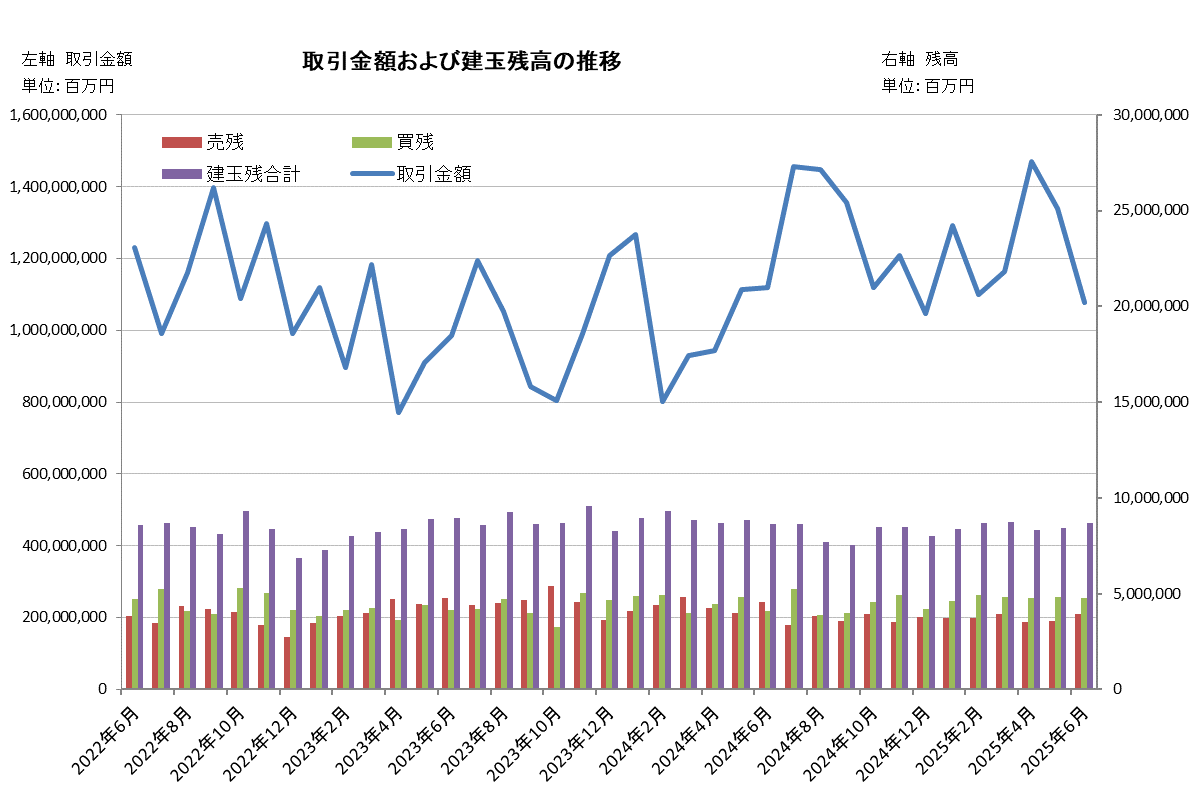 取引金額および建玉残高の推移
左軸 取引金額
単位: 百万円
右軸 残高
単位: 百万円
売残
買残
建玉残合計
取引金額
1,600,000,000
1,400,000,000
1,200,000,000
1,000,000,000
800,000,000
600,000,000
400,000,000
200,000,000
0
30,000,000
25,000,000
20,000,000
15,000,000
10,000,000
5,000,000
0
2022年6月
2022年8月
2022年10月
2022年12月
2023年2月
2023年4月
2023年6月
2023年8月
2023年10月
2023年12月
2024年2月
2024年4月
2024年6月
2024年8月
2024年10月
2024年12月
2025年2月
2025年4月
2025年6月